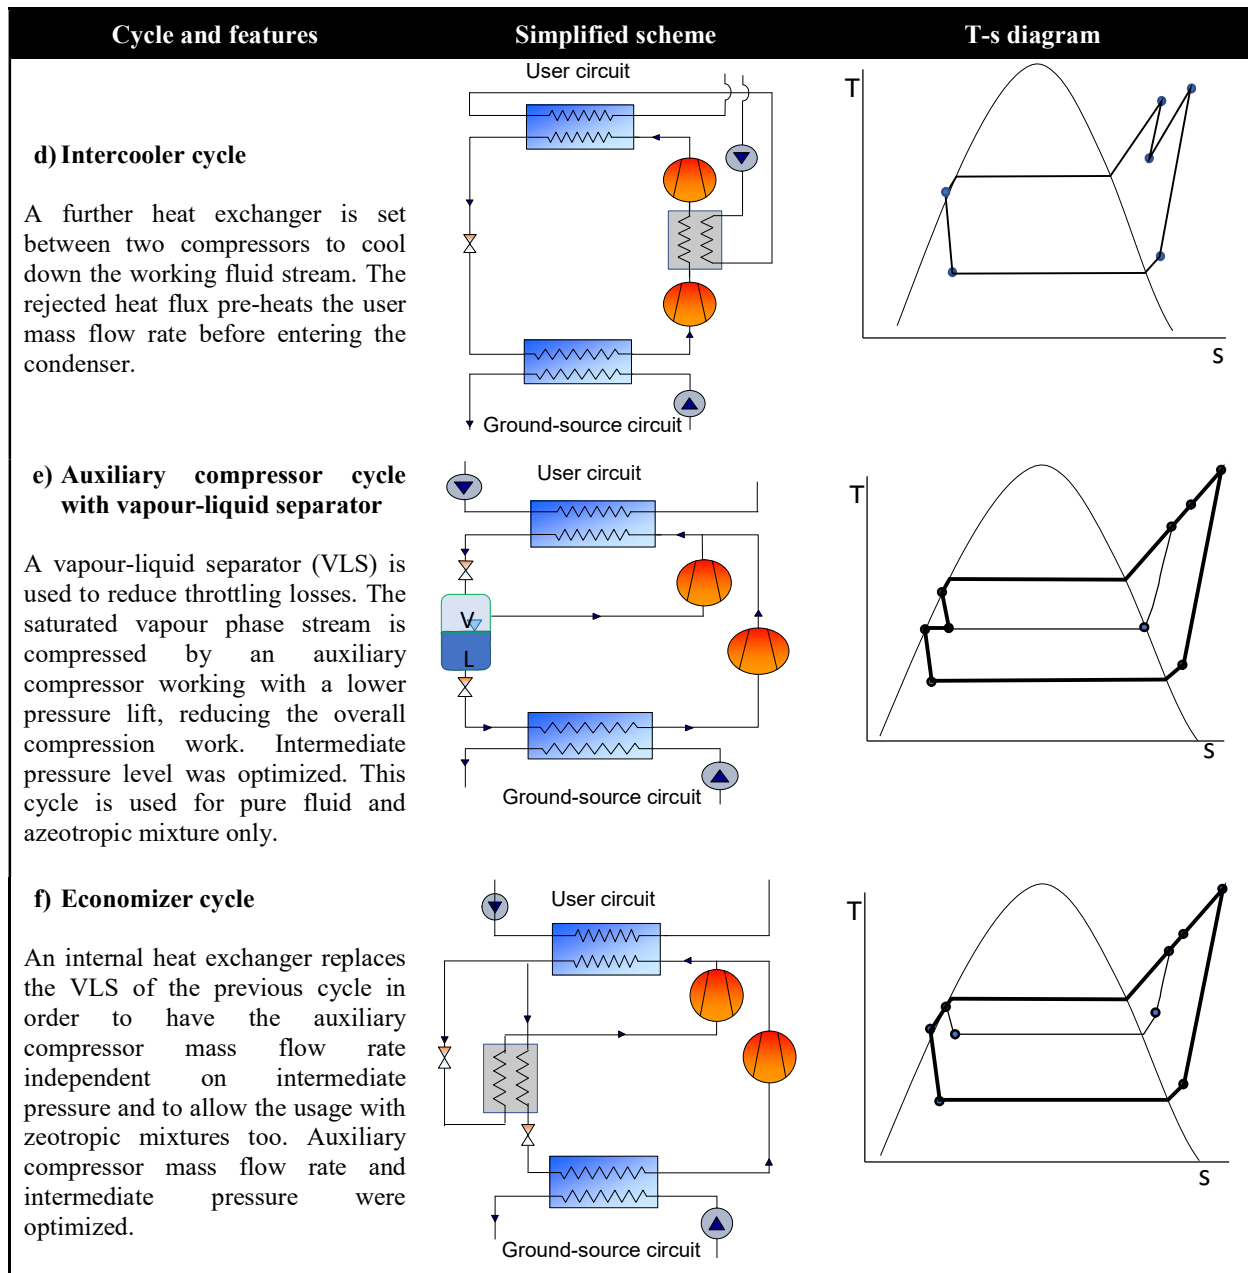 Cycle and features
Simplified scheme
T-s diagram
d) Intercooler cycle
A further heat exchanger is set
between two compressors to cool
down the working fluid stream. The
rejected heat flux pre-heats the user
mass flow rate before entering the
condenser.
User circuit
Ground-source circuit
T
s
e) Auxiliary compressor cycle
with vapour-liquid separator
A vapour-liquid separator (VLS) is
used to reduce throttling losses. The
saturated vapour phase stream is
compressed by an auxiliary
compressor working with a lower
pressure lift, reducing the overall
compression work. Intermediate
pressure level was optimized. This
cycle is used for pure fluid and
azeotropic mixture only.
User circuit
V
L
Ground-source circuit
T
s
f) Economizer cycle
An internal heat exchanger replaces
the VLS of the previous cycle in
order to have the auxiliary
compressor mass flow rate
independent on intermediate
pressure and to allow the usage with
zeotropic mixtures too. Auxiliary
compressor mass flow rate and
intermediate pressure were
optimized.
User circuit
Ground-source circuit
T
s